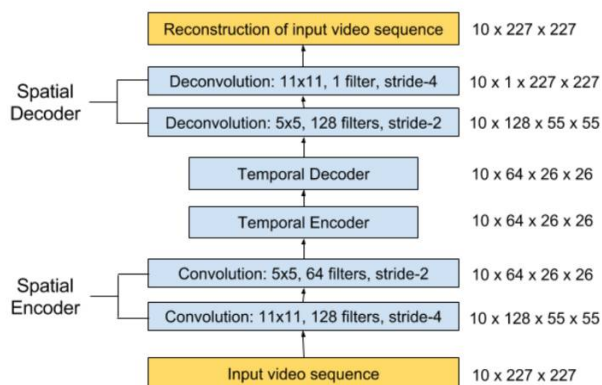 Reconstruction of input video sequence 10 x 227 x 227
Deconvolution: 11x11, 1 filter, stride-4 10 x 1 x 227 x 227
Spatial
Decoder
Deconvolution: 5x5, 128 filters, stride-2 10 x 128 x 55 x 55
Temporal Decoder 10 x 64 x 26 x 26
Temporal Encoder 10 x 64 x 26 x 26
Convolution: 5x5, 64 filters, stride-2 10 x 64 x 26 x 26
Spatial
Encoder
Convolution: 11x11, 128 filters, stride-4 10 x 128 x 55 x 55
Input video sequence 10 x 227 x 227